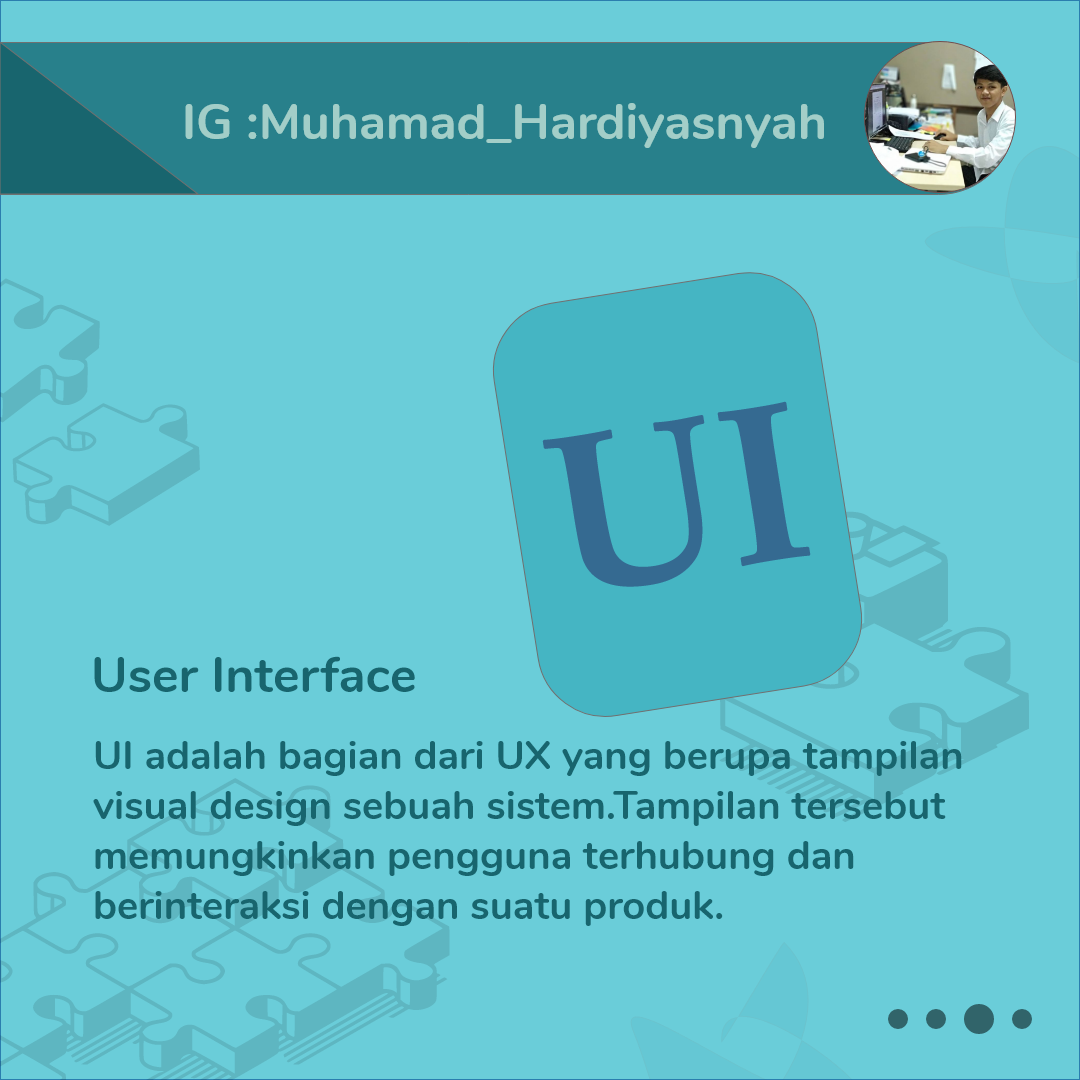 IG :Muhamad_Hardiyasnyah
UI
User Interface
UI adalah bagian dari UX yang berupa tampilan
visual design sebuah sistem.Tampilan tersebut
memungkinkan pengguna terhubung dan
berinteraksi dengan suatu produk.